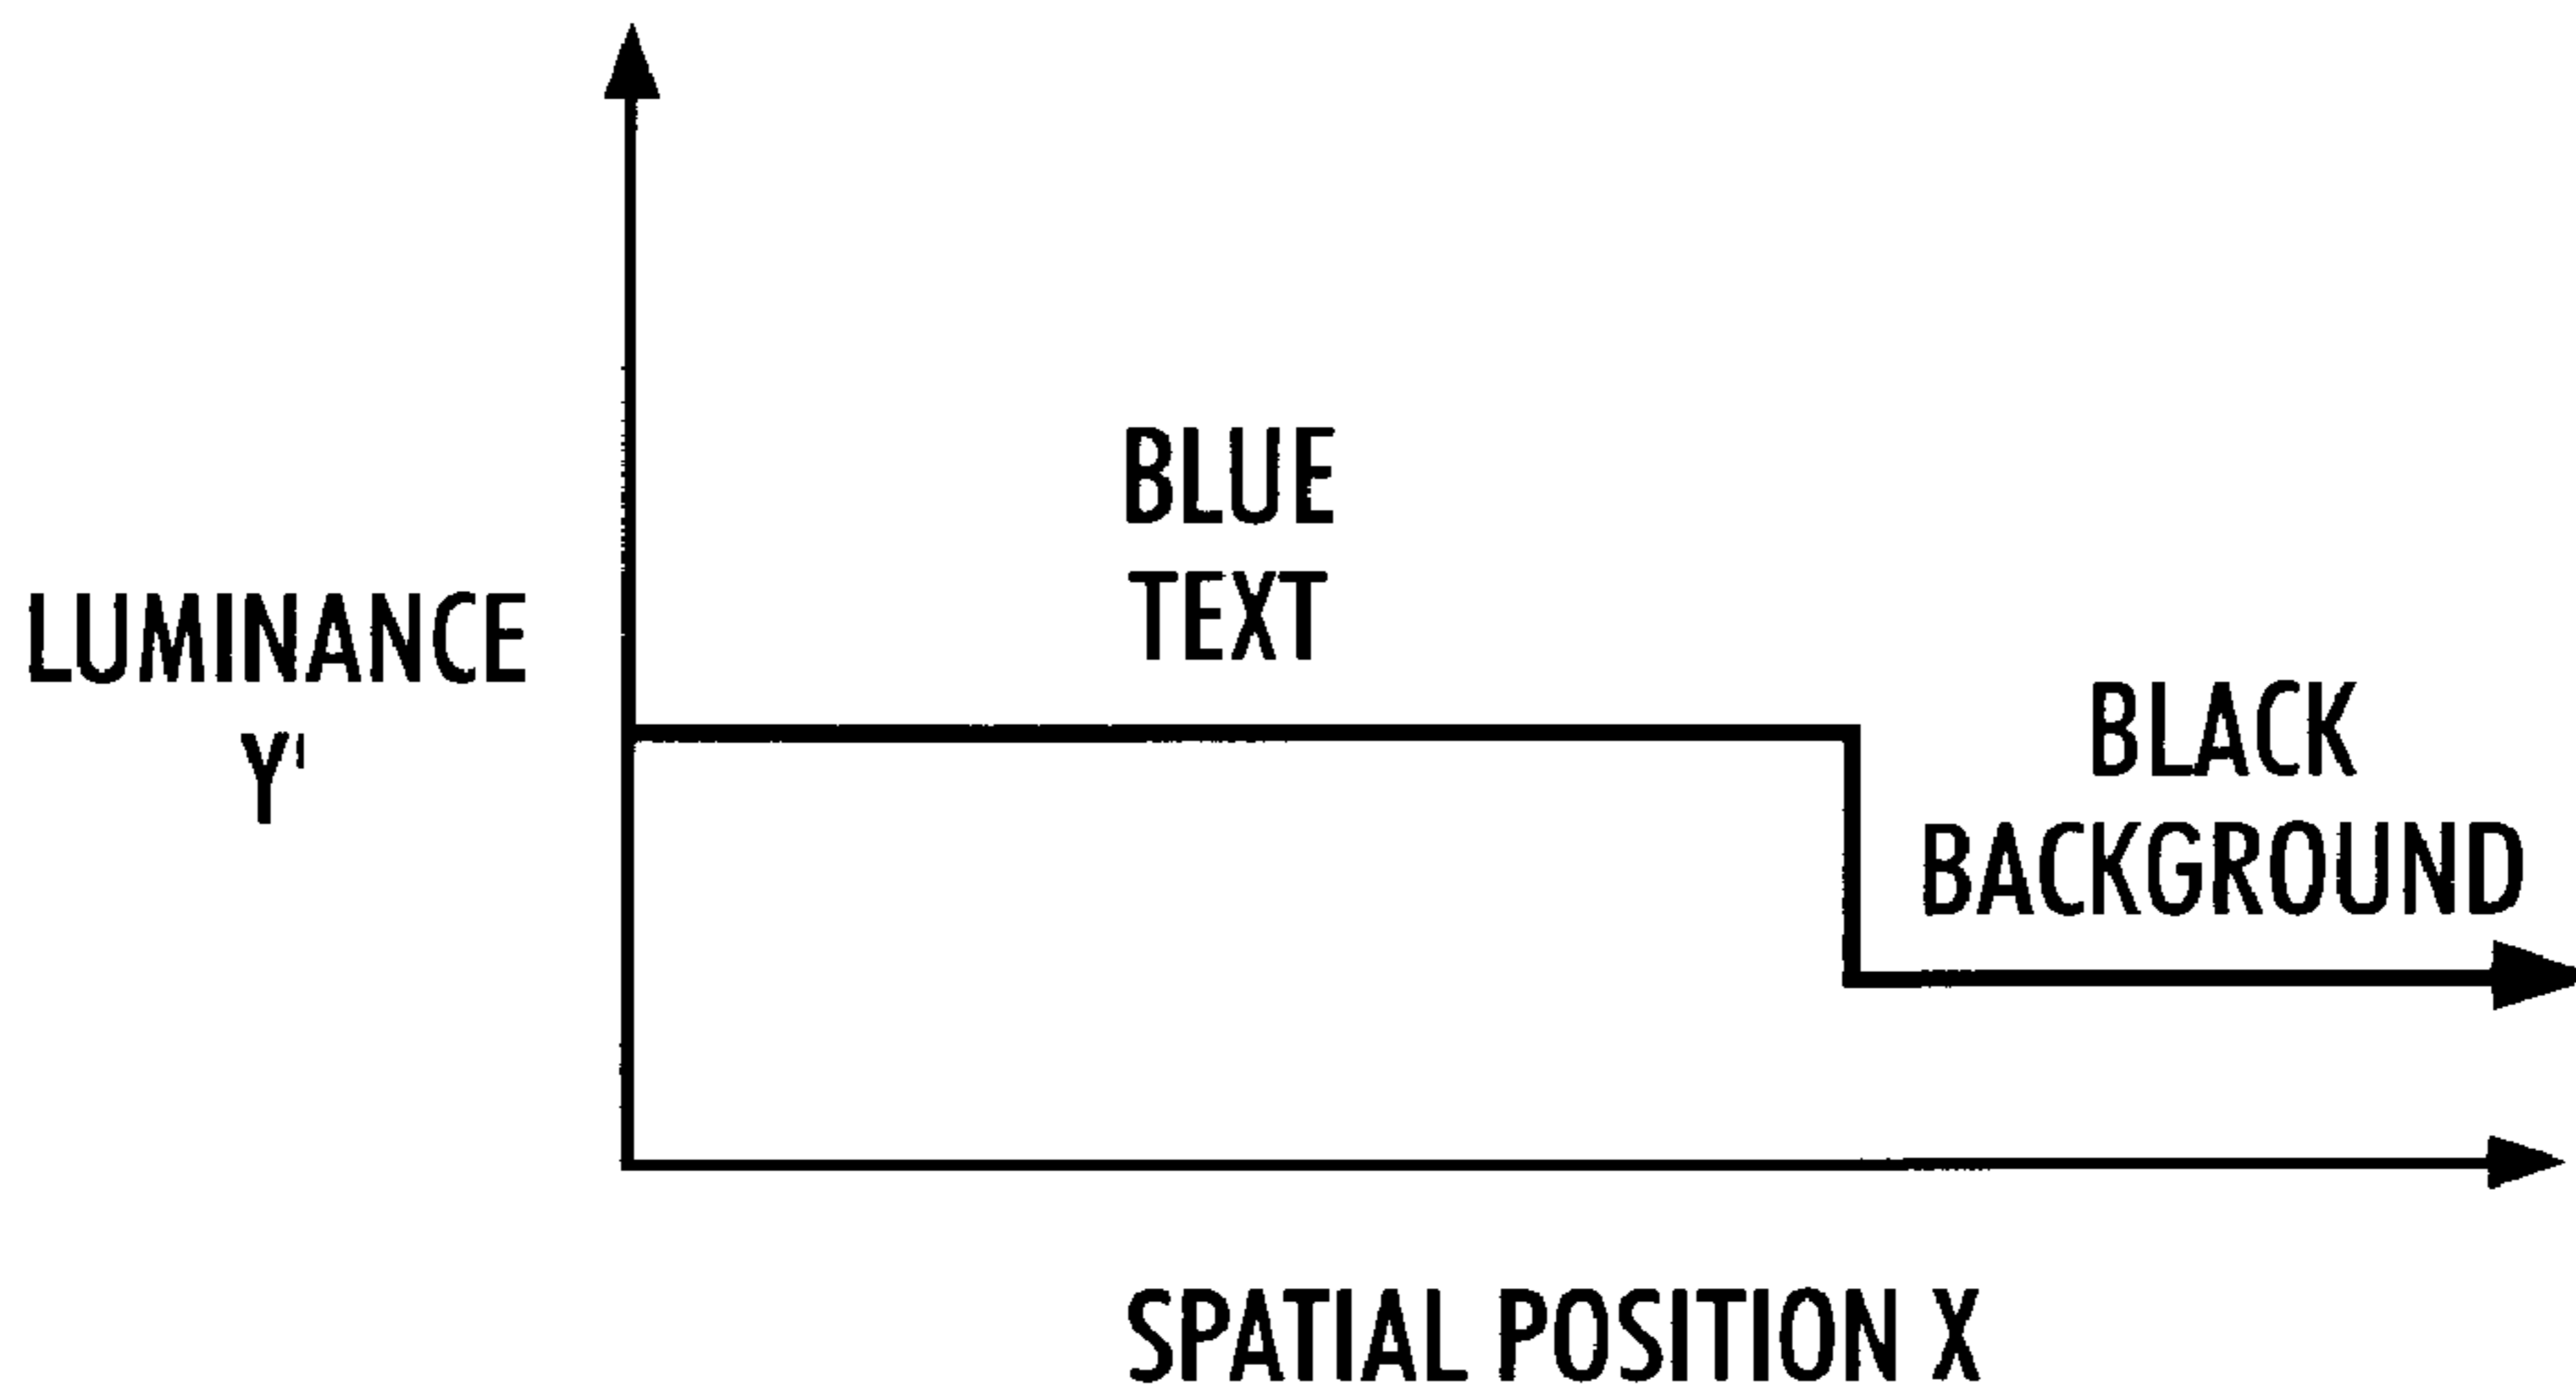 BLUE
TEXT
LUMINANCE
Y'
BLACK
BACKGROUND
SPATIAL POSITION X